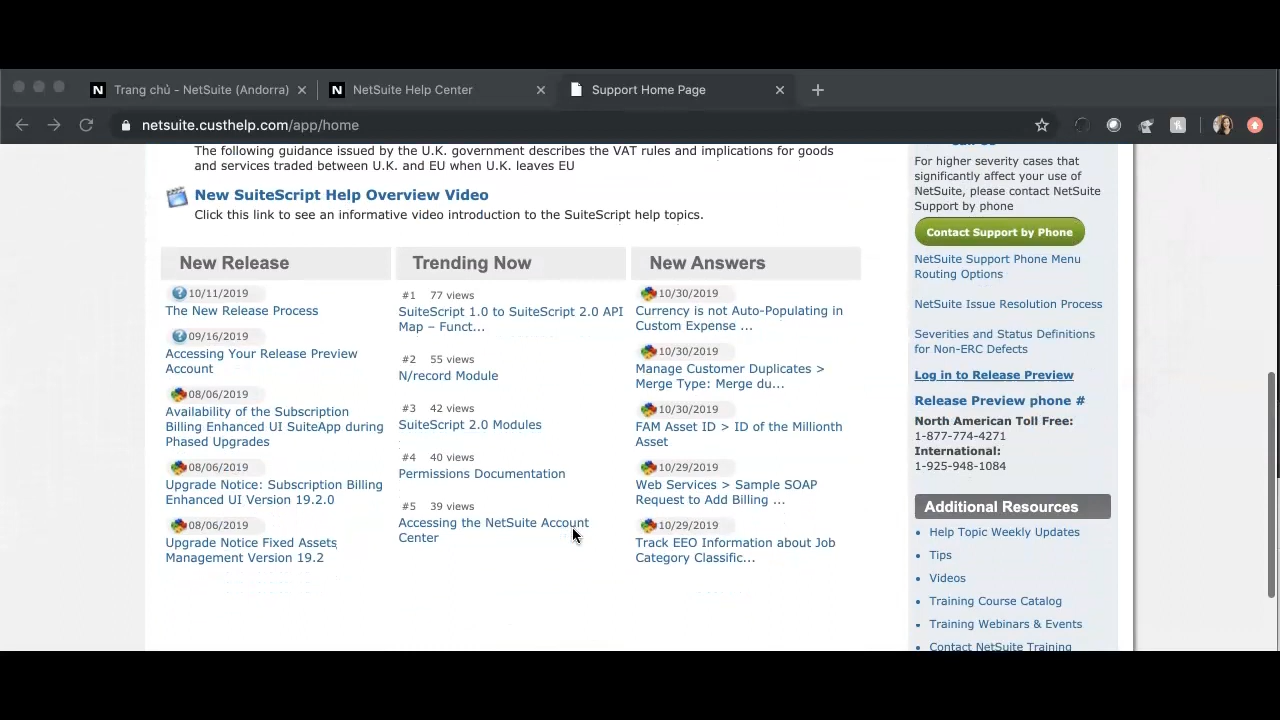 Trang chủ - NetSuite (Andorra)
NetSuite Help Center
Support Home Page
netsuite.custhelp.com/app/home
The following guidance issued by the U.K. government describes the VAT rules and implications for goods
and services traded between U.K. and EU when U.K. leaves EU
New SuiteScript Help Overview Video
Click this link to see an informative video introduction to the SuiteScript help topics.
New Release
10/11/2019
The New Release Process
09/16/2019
Accessing Your Release Preview
Account
08/06/2019
Availability of the Subscription
Billing Enhanced UI SuiteApp during
Phased Upgrades
08/06/2019
Upgrade Notice: Subscription Billing
Enhanced UI Version 19.2.0
08/06/2019
Upgrade Notice Fixed Assets
Management Version 19.2
Trending Now
#1 77 views
SuiteScript 1.0 to SuiteScript 2.0 API
Map – Funct...
#2 55 views
N/record Module
#3 42 views
SuiteScript 2.0 Modules
#4 40 views
Permissions Documentation
#5 39 views
Accessing the NetSuite Account
Center
New Answers
10/30/2019
Currency is not Auto-Populating in
Custom Expense ...
10/30/2019
Manage Customer Duplicates >
Merge Type: Merge du...
10/30/2019
FAM Asset ID > ID of the Millionth
Asset
10/29/2019
Web Services > Sample SOAP
Request to Add Billing ...
10/29/2019
Track EEO Information about Job
Category Classific...
For higher severity cases that
significantly affect your use of
NetSuite, please contact NetSuite
Support by phone
Contact Support by Phone
NetSuite Support Phone Menu
Routing Options
NetSuite Issue Resolution Process
Severities and Status Definitions
for Non-ERC Defects
Log in to Release Preview
Release Preview phone #
North American Toll Free:
1-877-774-4271
International:
1-925-948-1084
Additional Resources
Help Topic Weekly Updates
Tips
Videos
Training Course Catalog
Training Webinars & Events
Contact NetSuite Training